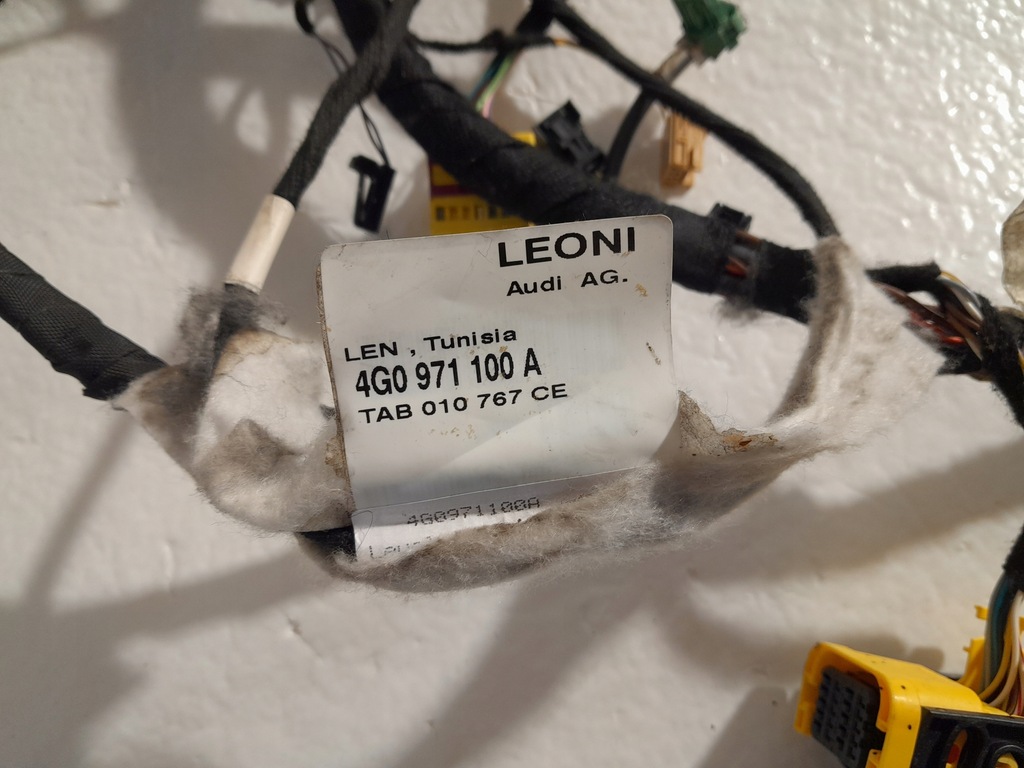 LEONI
Audi AG.
LEN , Tunisia
4G0 971 100 A
TAB 010 767 CE
4G0971100A